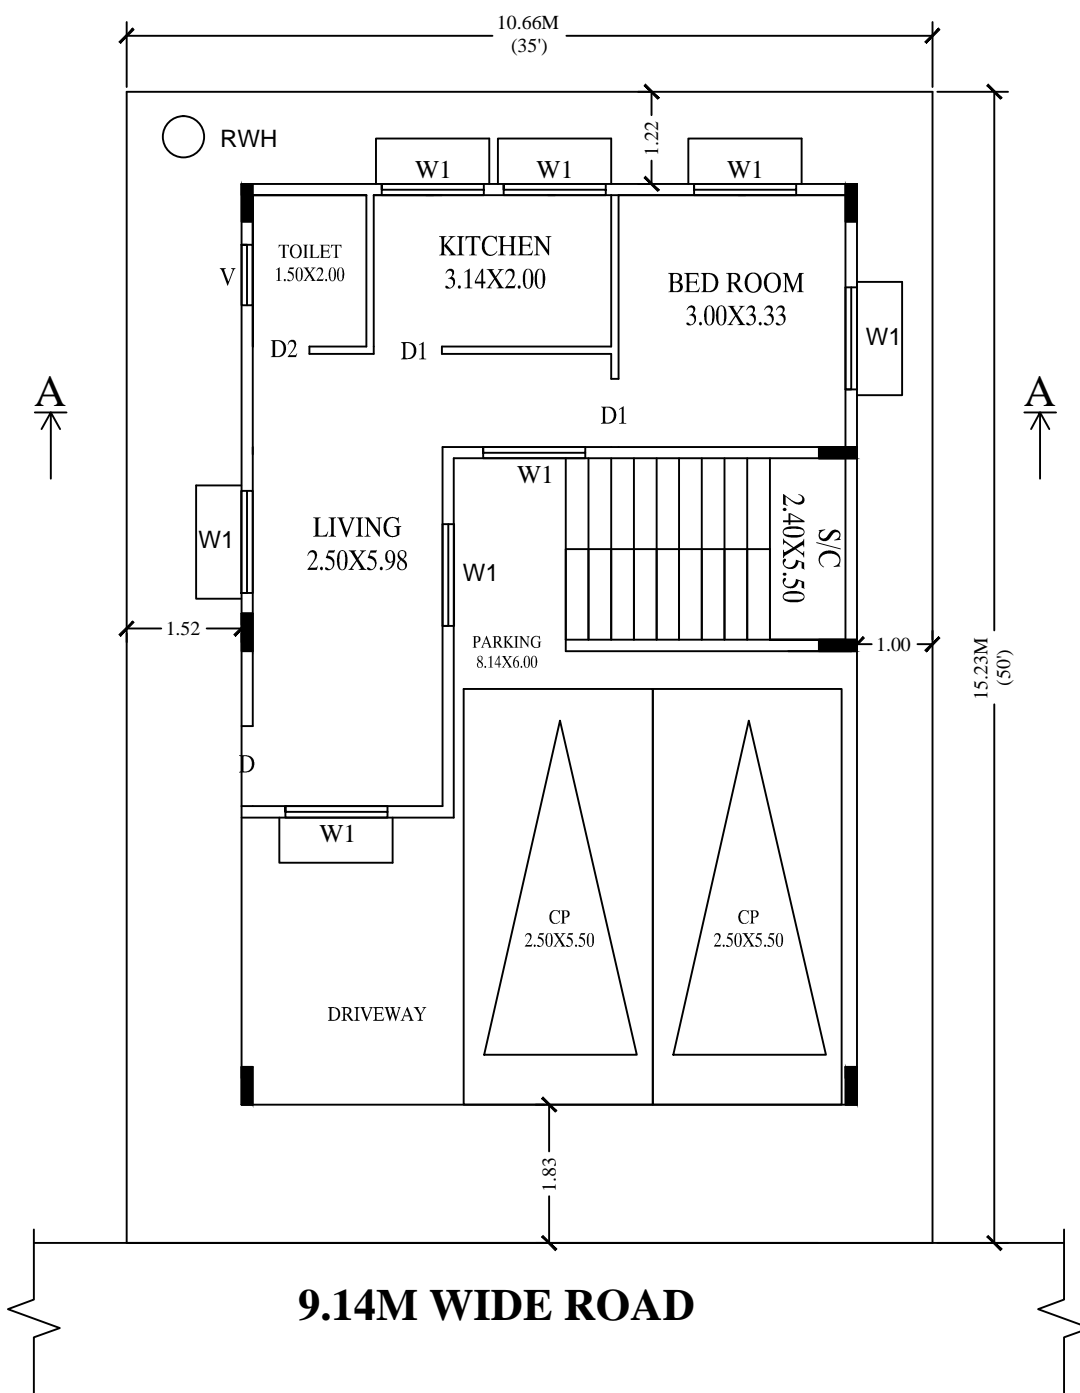 10.66M
(35')
RWH
1.22
W1
W1
W1
TOILET
1.50X2.00
KITCHEN
3.14X2.00
BED ROOM
3.00X3.33
V
W1
D2
D1
A
A
D1
W1
LIVING
2.50X5.98
W1
W1
S/C
2.40X5.50
1.52
PARKING
8.14X6.00
1.00
15.23M
(50')
D
W1
CP
2.50X5.50
CP
2.50X5.50
DRIVEWAY
1.83
9.14M WIDE ROAD